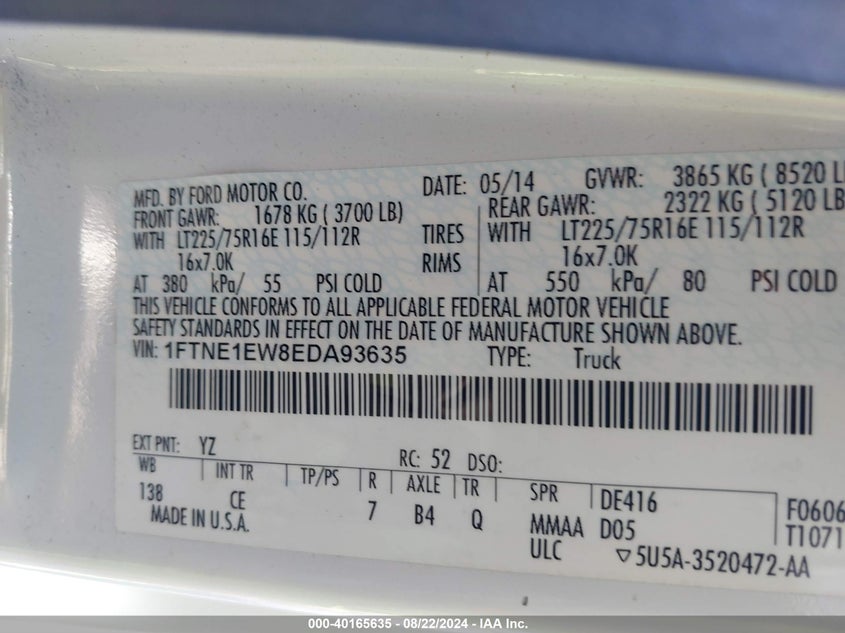 MFD. BY FORD MOTOR CO. DATE: 05/14 GVWR: 3865 KG ( 8520 L
FRONT GAWR: 1678 KG ( 3700 LB) REAR GAWR: 2322 KG ( 5120 LB
WITH LT225/75R16E 115/112R TIRES WITH LT225/75R16E 115/112R
16x7.0K RIMS 16x7.0K
AT 380 kPa/ 55 PSI COLD AT 550 kPa/ 80 PSI COLD
THIS VEHICLE CONFORMS TO ALL APPLICABLE FEDERAL MOTOR VEHICLE
SAFETY STANDARDS IN EFFECT ON THE DATE OF MANUFACTURE SHOWN ABOVE.
VIN: 1FTNE1EW8EDA93635 TYPE: Truck
EXT PNT: YZ RC: 52 DSO:
WB INT TR TP/PS R AXLE TR SPR DE416 F0606
138 CE 7 B4 Q MMAA D05 T1071
MADE IN U.S.A. ULC ▽5U5A-3520472-AA
000-40165635 - 08/22/2024 - IAA Inc.